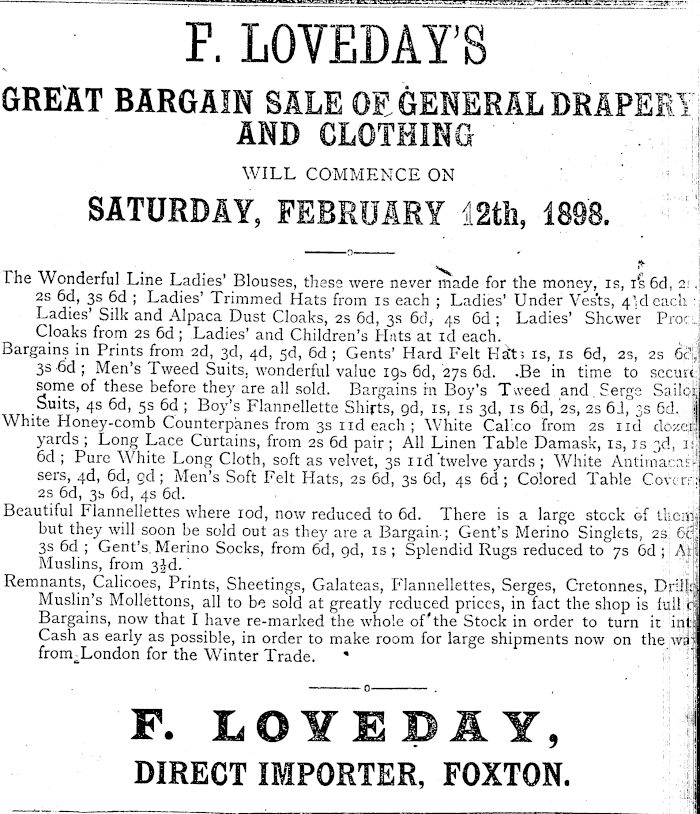 F. LOVEDAY'S
GREAT BARGAIN SALE OF GENERAL DRAPERY
AND CLOTHING
WILL COMMENCE ON
SATURDAY, FEBRUARY 12th, 1898.
The Wonderful Line Ladies' Blouses, these were never made for the money, 1s, 1s 6d,
2s 6d, 3s 6d ; Ladies' Trimmed Hats from 1s each ; Ladies' Under Vests, 4½d each ;
Ladies' Silk and Alpaca Dust Cloaks, 2s 6d, 3s 6d, 4s 6d ; Ladies' Shower
Cloaks from 2s 6d ; Ladies' and Children's Hats at 1d each.
Bargains in Prints from 2d, 3d, 4d, 5d, 6d ; Gents' Hard Felt Hats 1s, 1s 6d, 2s, 2s 6d,
3s 6d ; Men's Tweed Suits, wonderful value 19s 6d, 27s 6d. Be in time to secure
some of these before they are all sold. Bargains in Boy's Tweed and Serge Sailor
Suits, 4s 6d, 5s 6d ; Boy's Flannellette Shirts, 9d, 1s, 1s 3d, 1s 6d, 2s, 2s 6d, 3s 6d.
White Honey-comb Counterpanes from 3s 11d each ; White Calico from 2s 11d dozen
yards ; Long Lace Curtains, from 2s 6d pair ; All Linen Table Damask, 1s, 1s 3d, 1s
6d ; Pure White Long Cloth, soft as velvet, 3s 11d twelve yards ; White Antimacas-
sers, 4d, 6d, 9d ; Men's Soft Felt Hats, 2s 6d, 3s 6d, 4s 6d ; Colored Table Covers,
2s 6d, 3s 6d, 4s 6d.
Beautiful Flannellettes where 10d, now reduced to 6d. There is a large stock of them
but they will soon be sold out as they are a Bargain ; Gent's Merino Singlets, 2s 6d
3s 6d ; Gent's Merino Socks, from 6d, 9d, 1s ; Splendid Rugs reduced to 7s 6d ;
Muslins, from 3½d.
Remnants, Calicoes, Prints, Sheetings, Galateas, Flannellettes, Serges, Cretonnes, Drills
Muslin's Mollettons, all to be sold at greatly reduced prices, in fact the shop is full of
Bargains, now that I have re-marked the whole of the Stock in order to turn it into
Cash as early as possible, in order to make room for large shipments now on the way
from London for the Winter Trade.
F. LOVEDAY,
DIRECT IMPORTER, FOXTON.